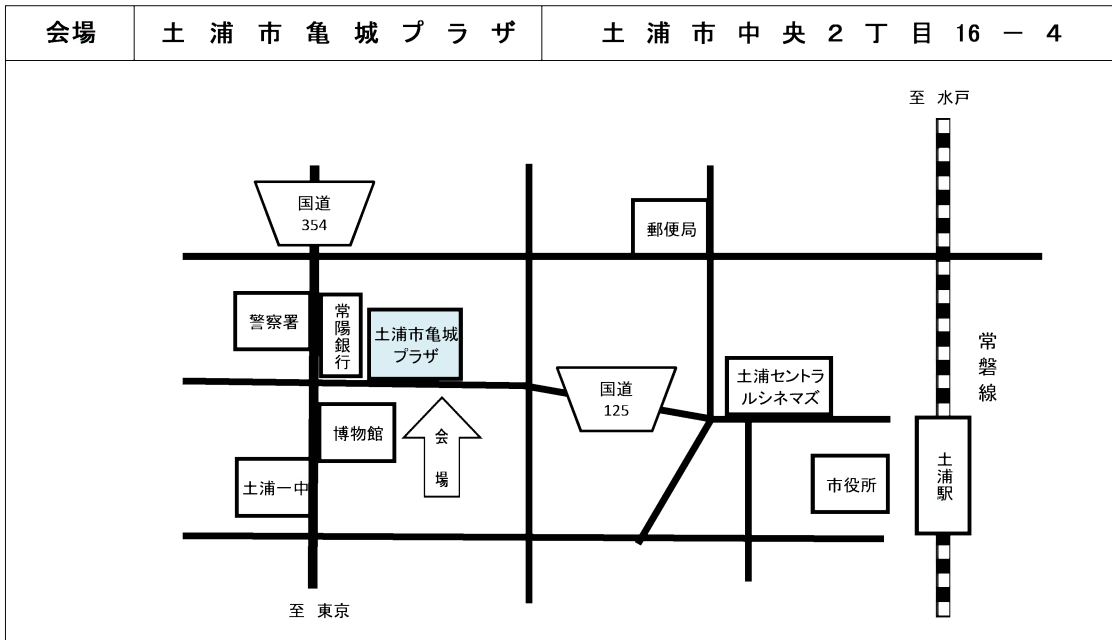 会場 土浦市亀城プラザ 土浦市中央2丁目16－4
至 水戸
国道
354
郵便局
警察署
常陽銀行
土浦市亀城
プラザ
常磐線
国道
125
土浦セントラ
ルシネマズ
博物館
会場
土浦一中
市役所
土浦駅
至 東京